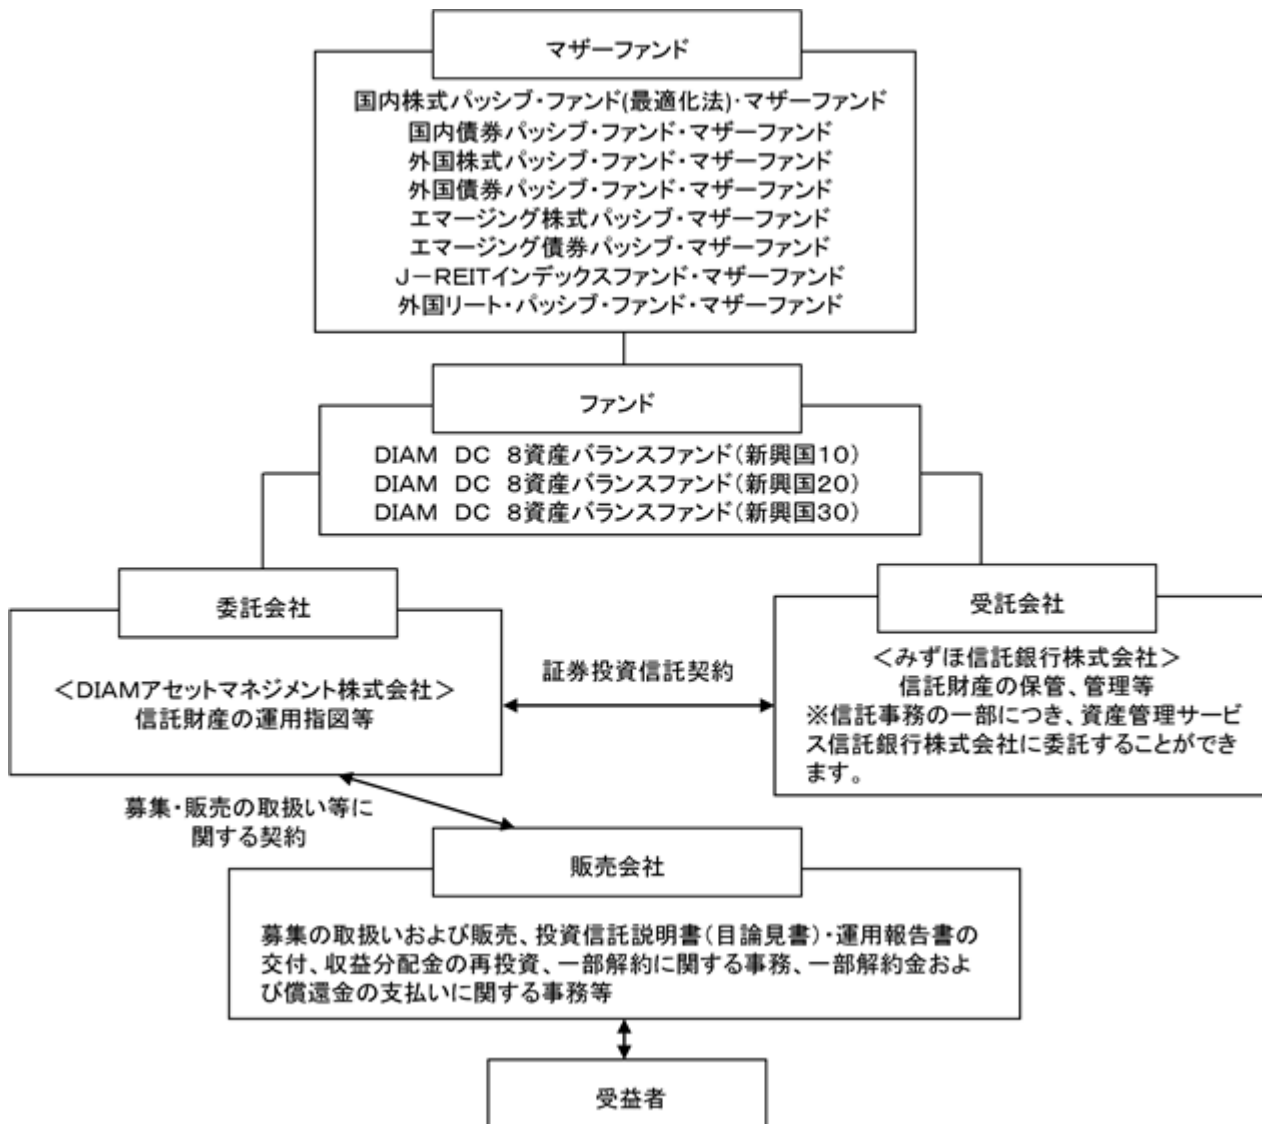 マザーファンド
国内株式パッシブ・ファンド(最適化法)・マザーファンド
国内債券パッシブ・ファンド・マザーファンド
外国株式パッシブ・ファンド・マザーファンド
外国債券パッシブ・ファンド・マザーファンド
エマージング株式パッシブ・マザーファンド
エマージング債券パッシブ・マザーファンド
J－REITインデックスファンド・マザーファンド
外国リート・パッシブ・ファンド・マザーファンド
ファンド
DIAM　DC　8資産バランスファンド（新興国10）
DIAM　DC　8資産バランスファンド（新興国20）
DIAM　DC　8資産バランスファンド（新興国30）
委託会社
＜DIAMアセットマネジメント株式会社＞
信託財産の運用指図等
証券投資信託契約
受託会社
＜みずほ信託銀行株式会社＞
信託財産の保管、管理等
※信託事務の一部につき、資産管理サービ
ス信託銀行株式会社に委託することができ
ます。
募集・販売の取扱い等に
関する契約
販売会社
募集の取扱いおよび販売、投資信託説明書（目論見書）・運用報告書の
交付、収益分配金の再投資、一部解約に関する事務、一部解約金およ
び償還金の支払いに関する事務等
受益者